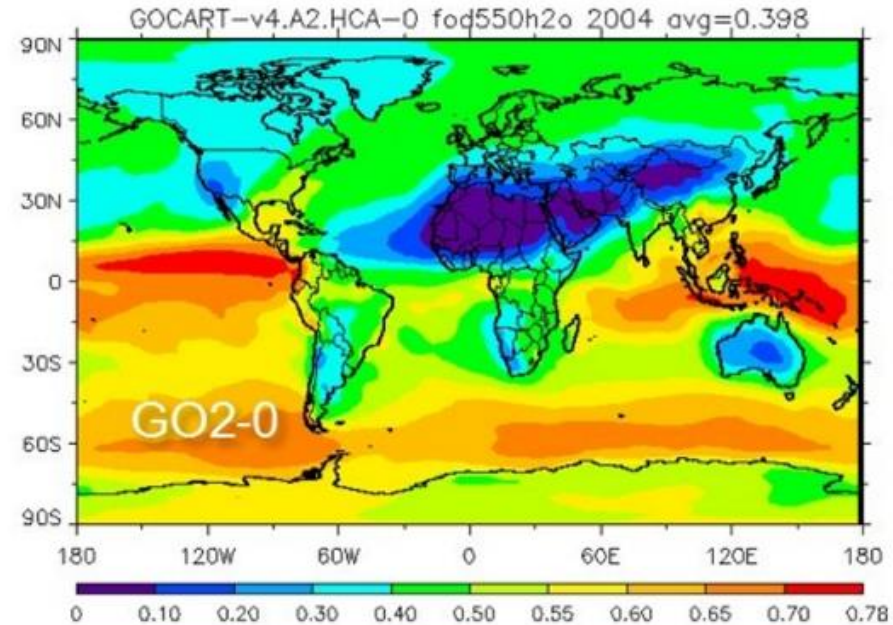 GOCART-v4.A2.HCA-0 fod550h2o 2004 avg=0.398
90N
60N
30N
0
30S
GO2-0
60S
90S
180 120W 60W 0 60E 120E 180
0 0.10 0.20 0.30 0.40 0.50 0.55 0.60 0.65 0.70 0.78